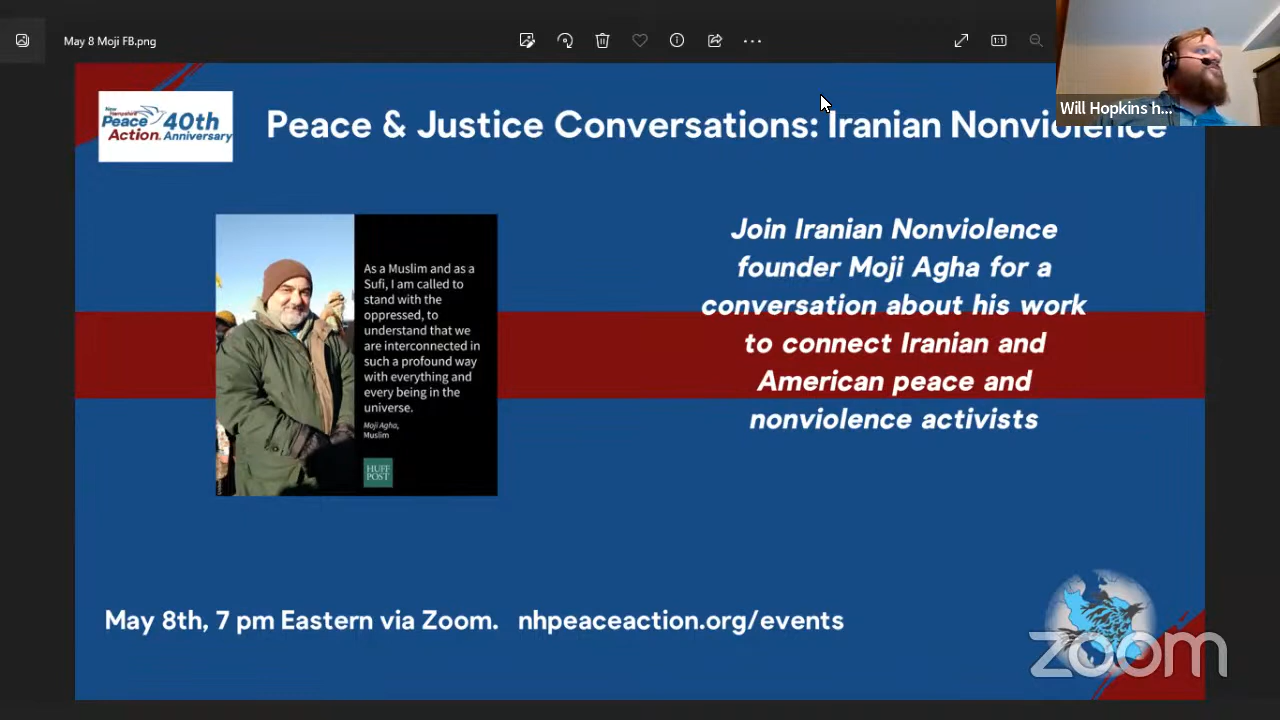 May 8 Moji FB.png
Will Hopkins h...
New
Hampshire
Peace
Action.
40th
Anniversary
Peace & Justice Conversations: Iranian Nonviolence
As a Muslim and as a
Sufi, I am called to
stand with the
oppressed, to
understand that we
are interconnected in
such a profound way
with everything and
every being in the
universe.
Moji Agha,
Muslim
HUFF
POST
Join Iranian Nonviolence
founder Moji Agha for a
conversation about his work
to connect Iranian and
American peace and
nonviolence activists
May 8th, 7 pm Eastern via Zoom. nhpeaceaction.org/events
zoom